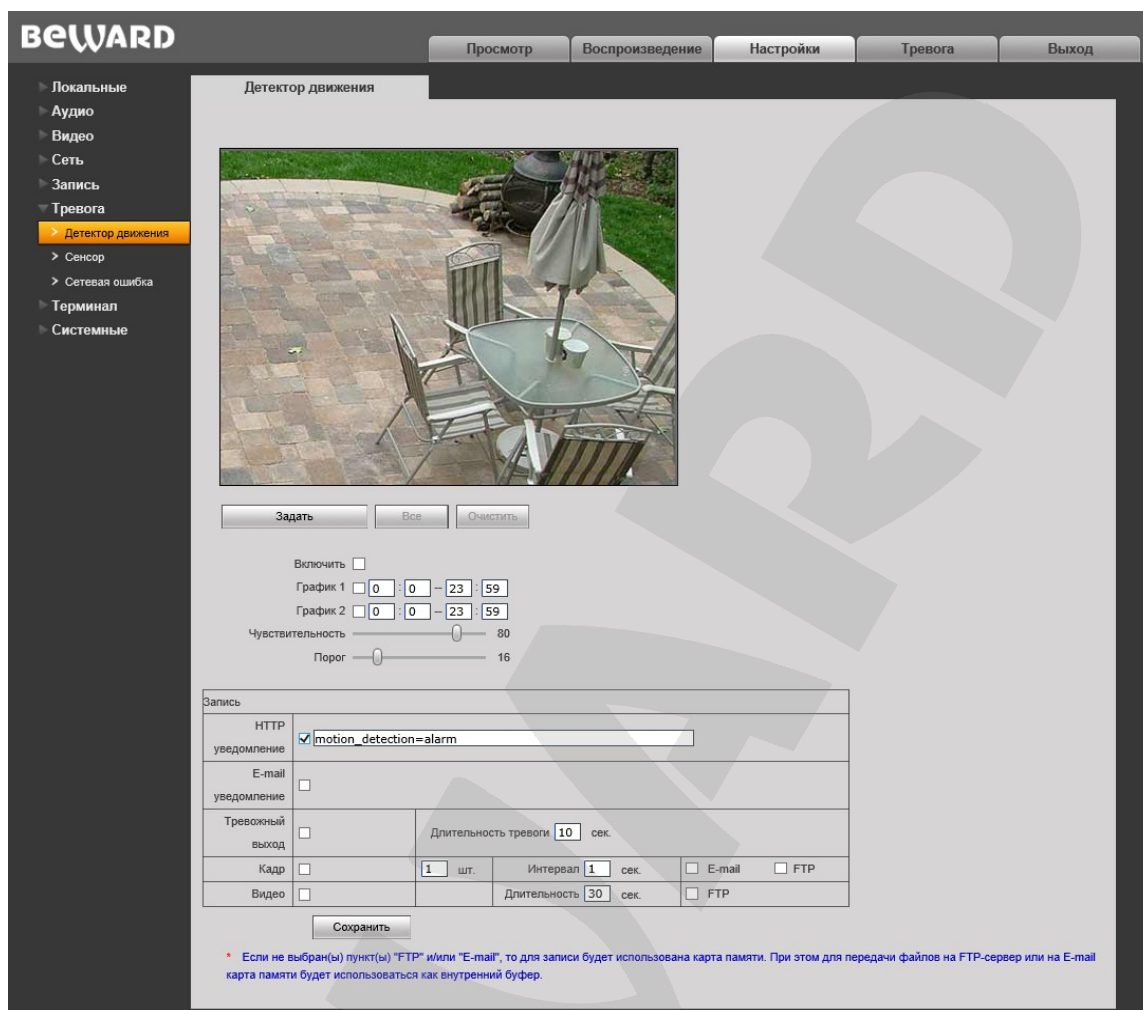 BEWARD
Просмотр Воспроизведение Настройки Тревога Выход
Локальные
Аудио
Видео
Сеть
Запись
Тревога
> Детектор движения
> Сенсор
> Сетевая ошибка
Терминал
Системные
Детектор движения
Задать Все Очистить
Включить
График 1 0 : 0 – 23 : 59
График 2 0 : 0 – 23 : 59
Чувствительность 80
Порог 16
Запись
HTTP
уведомление
motion_detection=alarm
E-mail
уведомление
Тревожный
выход
Длительность тревоги 10 сек.
Кадр 1 шт. Интервал 1 сек. E-mail FTP
Видео Длительность 30 сек. FTP
Сохранить
* Если не выбран(ы) пункт(ы) "FTP" и/или "E-mail", то для записи будет использована карта памяти. При этом для передачи файлов на FTP-сервер или на E-mail
карта памяти будет использоваться как внутренний буфер.